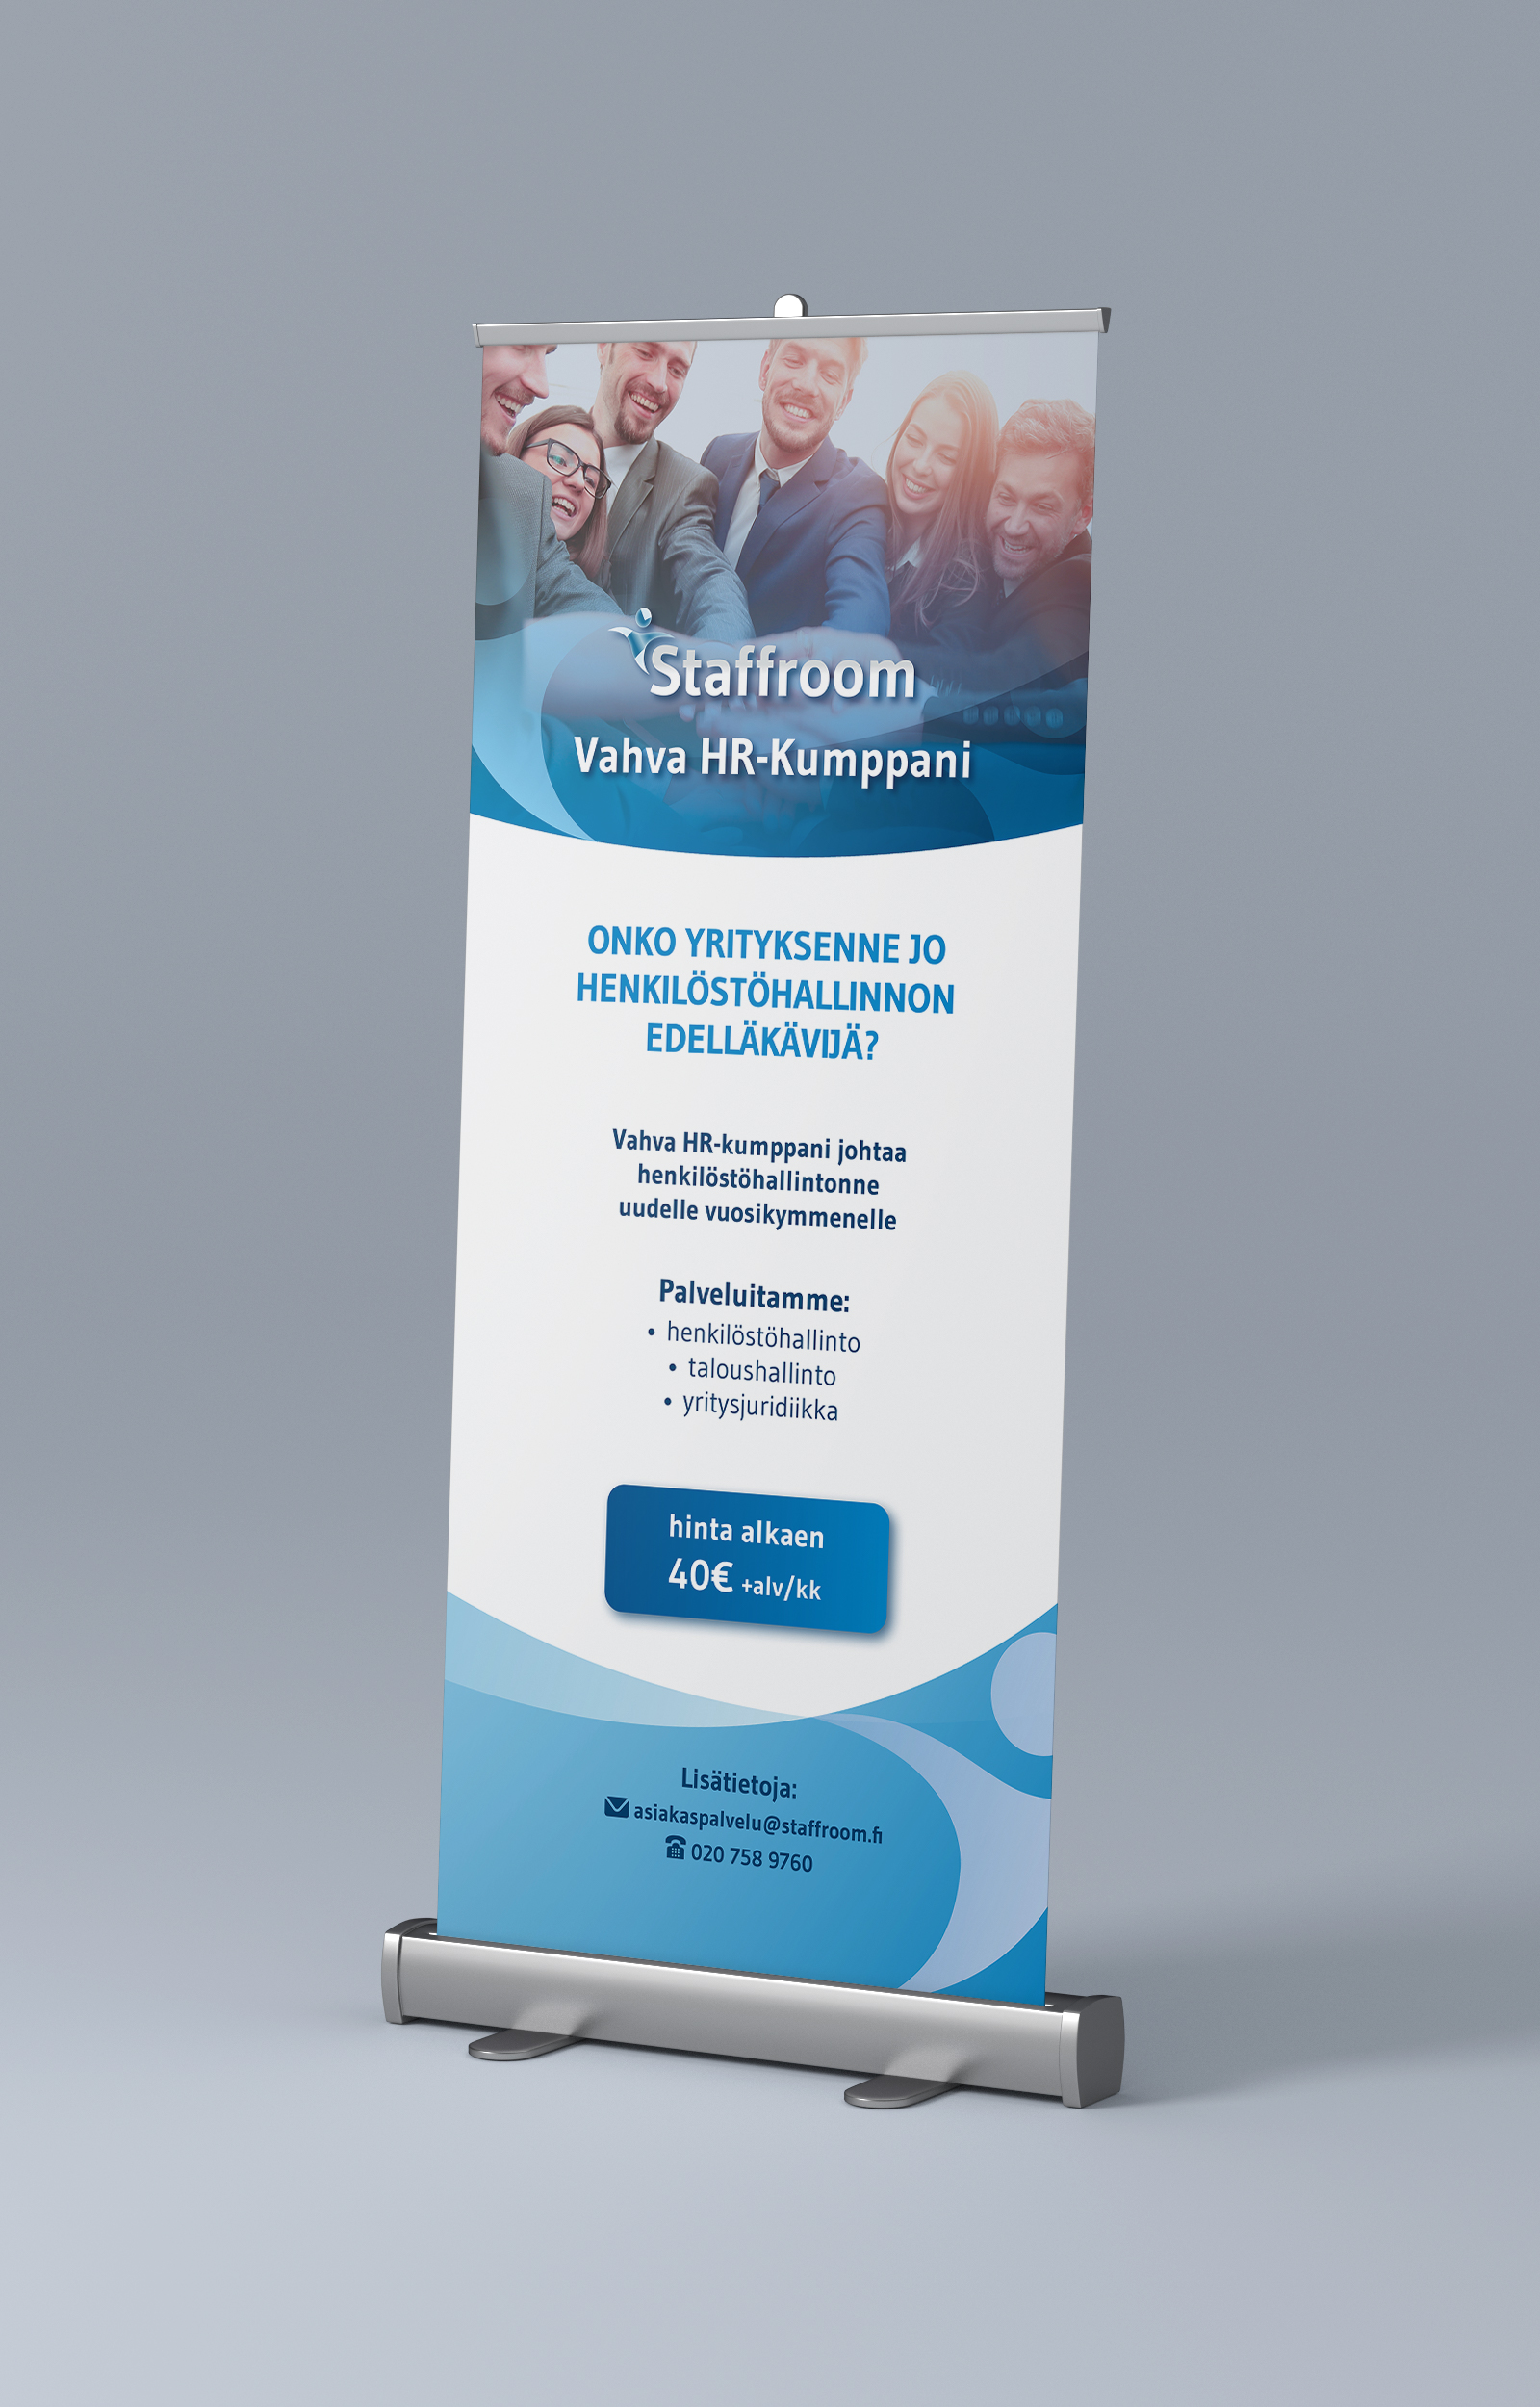 Staffroom
Vahva HR-Kumppani
ONKO YRITYKSENNE JO
HENKILÖSTÖHALLINNON
EDELLÄKÄVIJÄ?
Vahva HR-kumppani johtaa
henkilöstöhallintonne
uudelle vuosikymmenelle
Palveluitamme:
• henkilöstöhallinto
• taloushallinto
• yritysjuridiikka
hinta alkaen
40€ +alv/kk
Lisätietoja:
asiakaspalvelu@staffroom.fi
020 758 9760